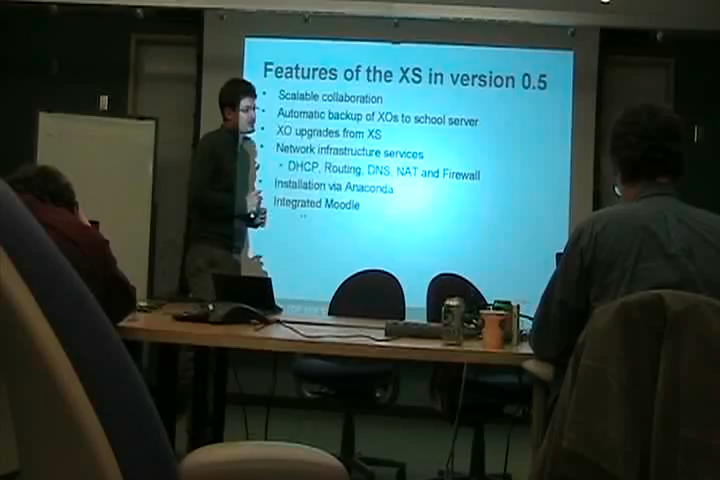 Features of the XS in version 0.5
Scalable collaboration
Automatic backup of XOs to school server
XO upgrades from XS
Network infrastructure services
DHCP, Routing, DNS, NAT and Firewall
Installation via Anaconda
Integrated Moodle